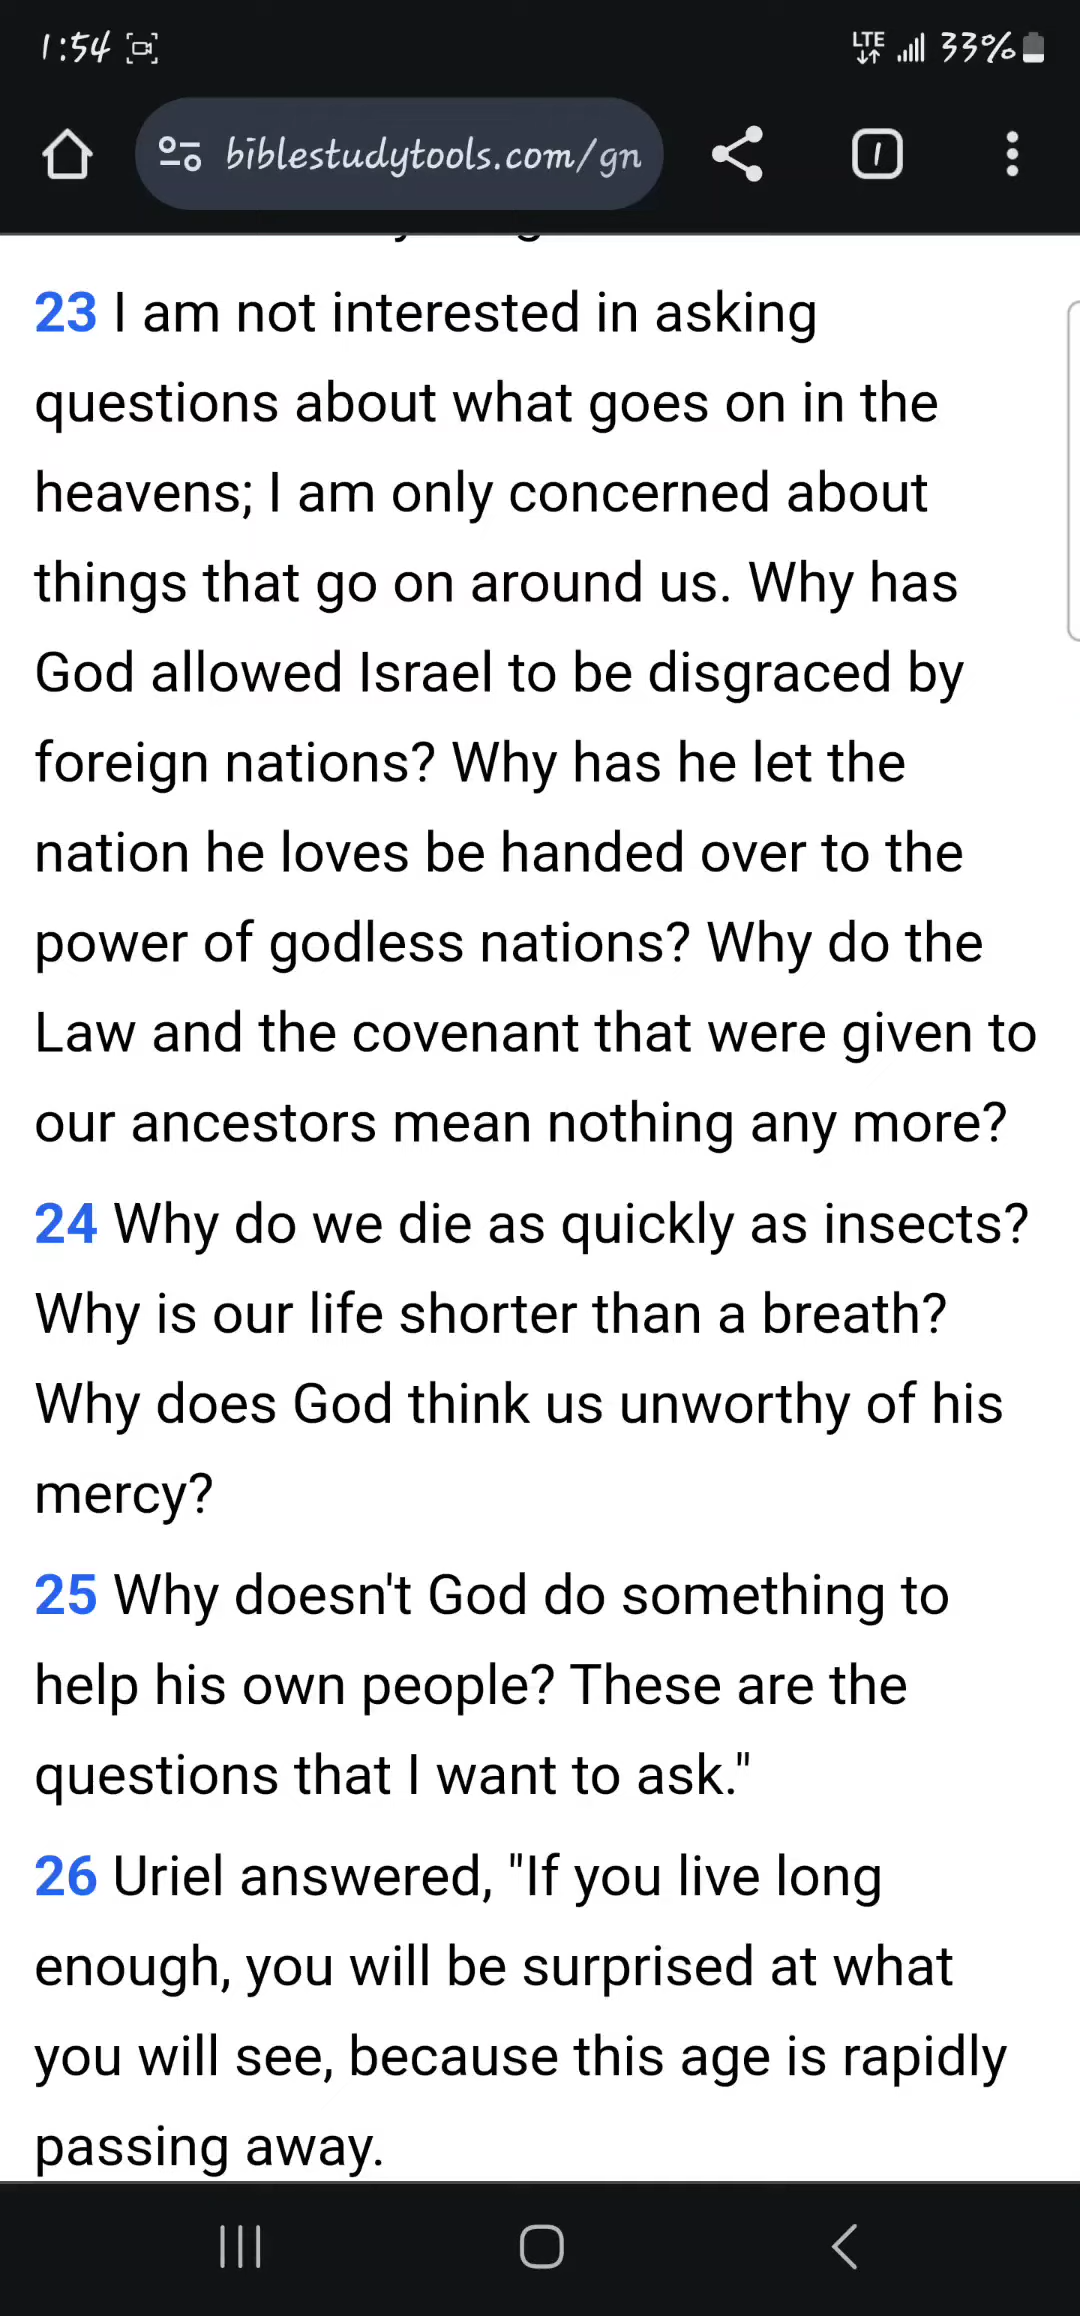 1:54
LTE 33%
biblestudytools.com/gn
1
23 I am not interested in asking
questions about what goes on in the
heavens; I am only concerned about
things that go on around us. Why has
God allowed Israel to be disgraced by
foreign nations? Why has he let the
nation he loves be handed over to the
power of godless nations? Why do the
Law and the covenant that were given to
our ancestors mean nothing any more?
24 Why do we die as quickly as insects?
Why is our life shorter than a breath?
Why does God think us unworthy of his
mercy?
25 Why doesn't God do something to
help his own people? These are the
questions that I want to ask."
26 Uriel answered, "If you live long
enough, you will be surprised at what
you will see, because this age is rapidly
passing away.